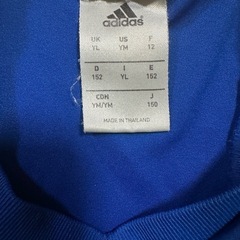 adidas
UK US F
YL YM 12
D I E
152 YL 152
CDN J
YM/YM 150
MADE IN THAILAND